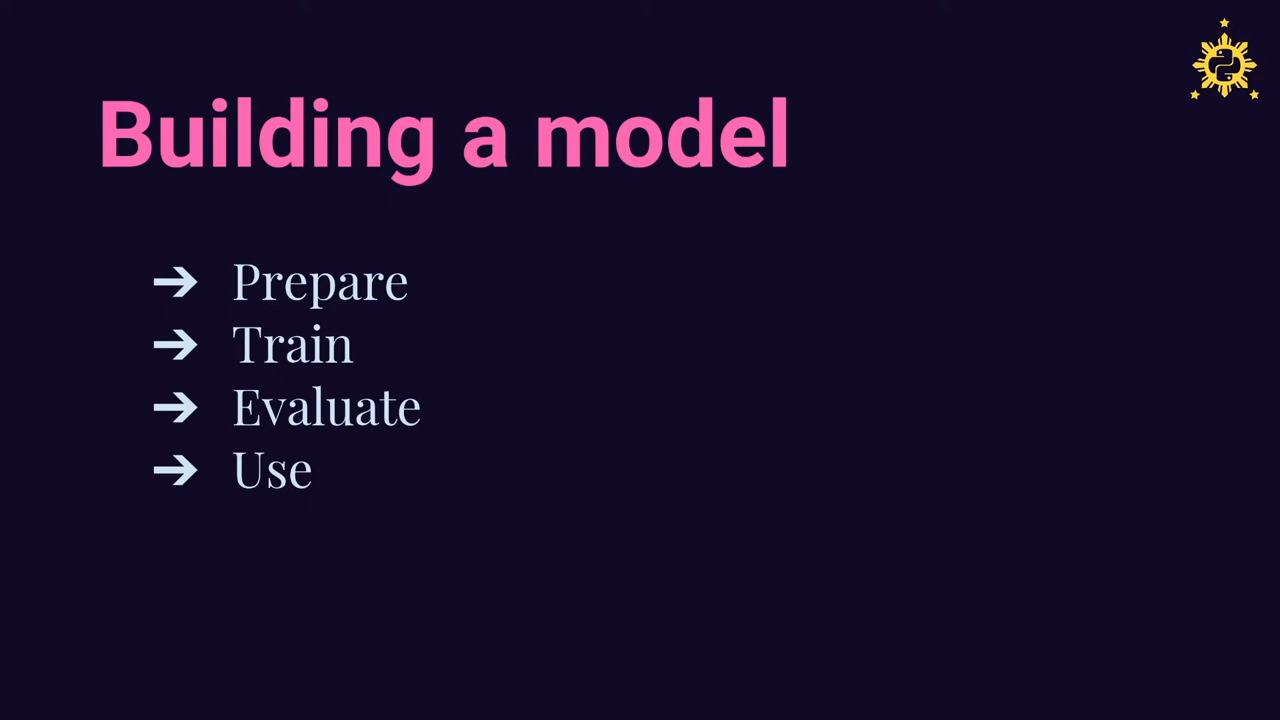 Building a model
➔ Prepare
➔ Train
➔ Evaluate
➔ Use